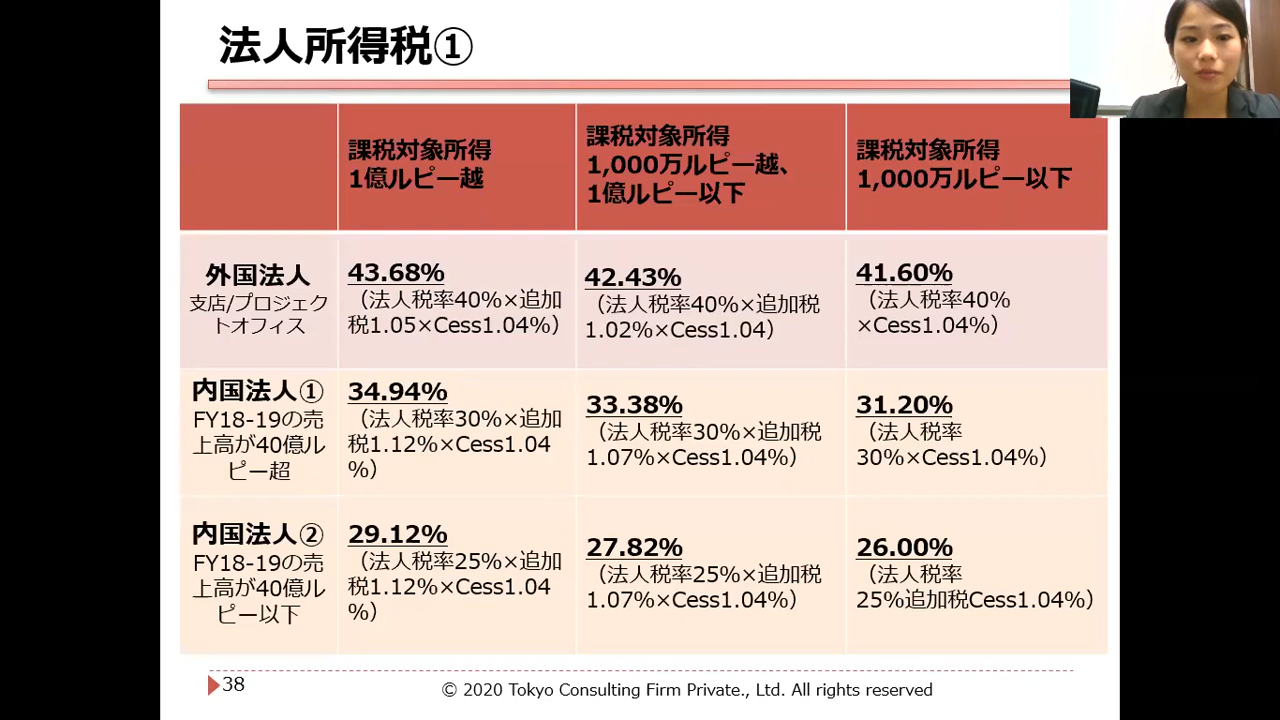 法人所得税①
課税対象所得
1億ルピー越
課税対象所得
1,000万ルピー越、
1億ルピー以下
課税対象所得
1,000万ルピー以下
外国法人
支店/プロジェク
トオフィス
43.68%
（法人税率40%×追加
税1.05×Cess1.04%）
42.43%
（法人税率40%×追加税
1.02%×Cess1.04）
41.60%
（法人税率40%
×Cess1.04%）
内国法人①
FY18-19の売
上高が40億ル
ピー超
34.94%
（法人税率30%×追加
税1.12%×Cess1.04
%）
33.38%
（法人税率30%×追加税
1.07%×Cess1.04%）
31.20%
（法人税率
30%×Cess1.04%）
内国法人②
FY18-19の売
上高が40億ル
ピー以下
29.12%
（法人税率25%×追加
税1.12%×Cess1.04
%）
27.82%
（法人税率25%×追加税
1.07%×Cess1.04%）
26.00%
（法人税率
25%追加税Cess1.04%）
38
© 2020 Tokyo Consulting Firm Private., Ltd. All rights reserved